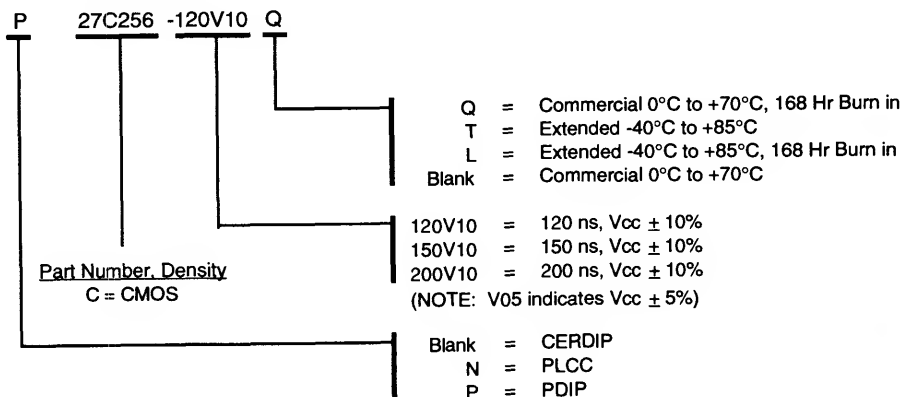 P 27C256 -120V10 Q
Q = Commercial 0°C to +70°C, 168 Hr Burn in
T = Extended -40°C to +85°C
L = Extended -40°C to +85°C, 168 Hr Burn in
Blank = Commercial 0°C to +70°C
120V10 = 120 ns, Vcc ± 10%
150V10 = 150 ns, Vcc ± 10%
200V10 = 200 ns, Vcc ± 10%
(NOTE: V05 indicates Vcc ± 5%)
Part Number, Density
C = CMOS
Blank = CERDIP
N = PLCC
P = PDIP